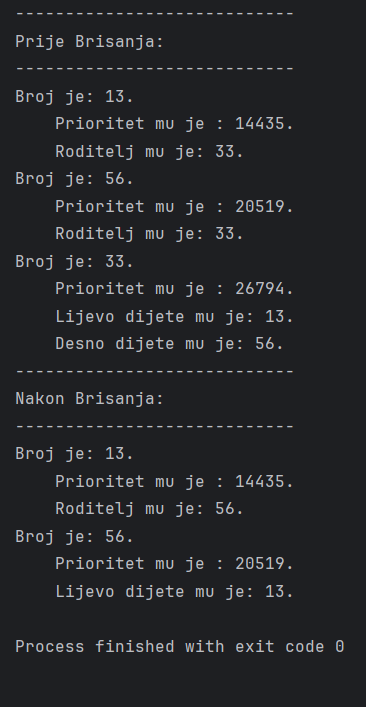 ----------------------------
Prije Brisanja:
----------------------------
Broj je: 13.
    Prioritet mu je : 14435.
    Roditelj mu je: 33.
Broj je: 56.
    Prioritet mu je : 20519.
    Roditelj mu je: 33.
Broj je: 33.
    Prioritet mu je : 26794.
    Lijevo dijete mu je: 13.
    Desno dijete mu je: 56.
----------------------------
Nakon Brisanja:
----------------------------
Broj je: 13.
    Prioritet mu je : 14435.
    Roditelj mu je: 56.
Broj je: 56.
    Prioritet mu je : 20519.
    Lijevo dijete mu je: 13.

Process finished with exit code 0